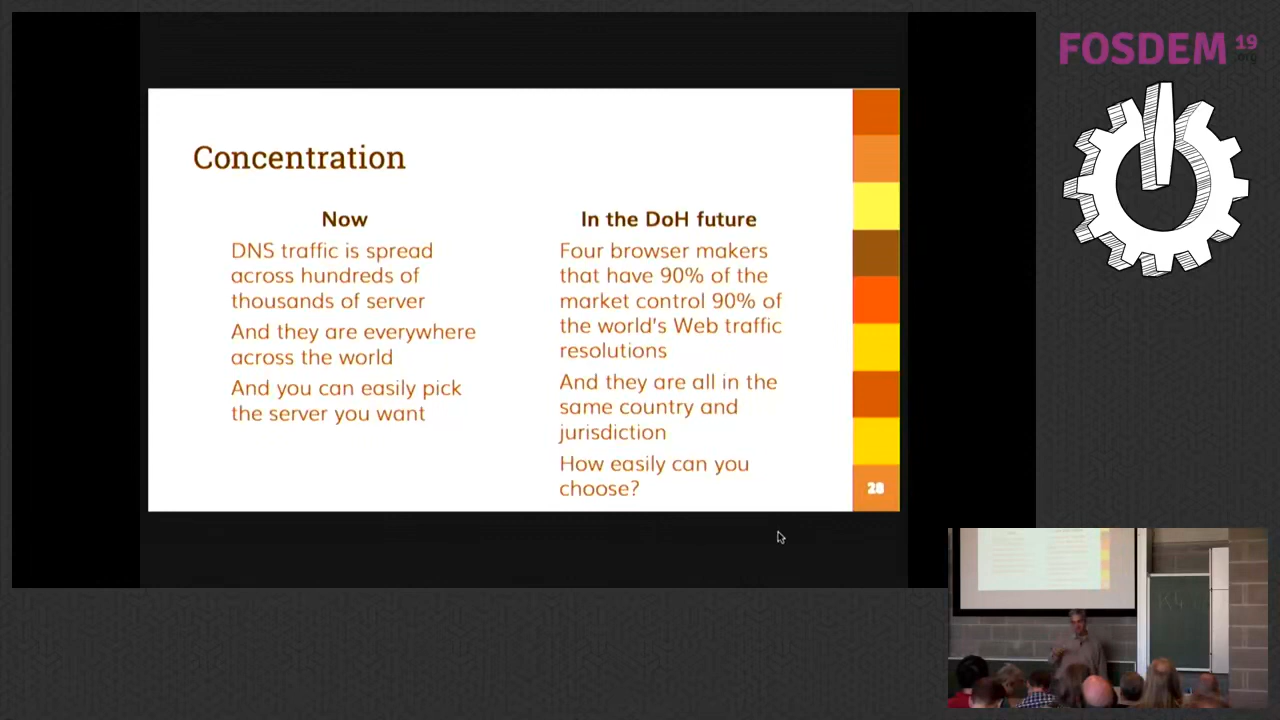 FOSDEM 19
.org
Concentration
Now
DNS traffic is spread
across hundreds of
thousands of server
And they are everywhere
across the world
And you can easily pick
the server you want
In the DoH future
Four browser makers
that have 90% of the
market control 90% of
the world's Web traffic
resolutions
And they are all in the
same country and
jurisdiction
How easily can you
choose?
28